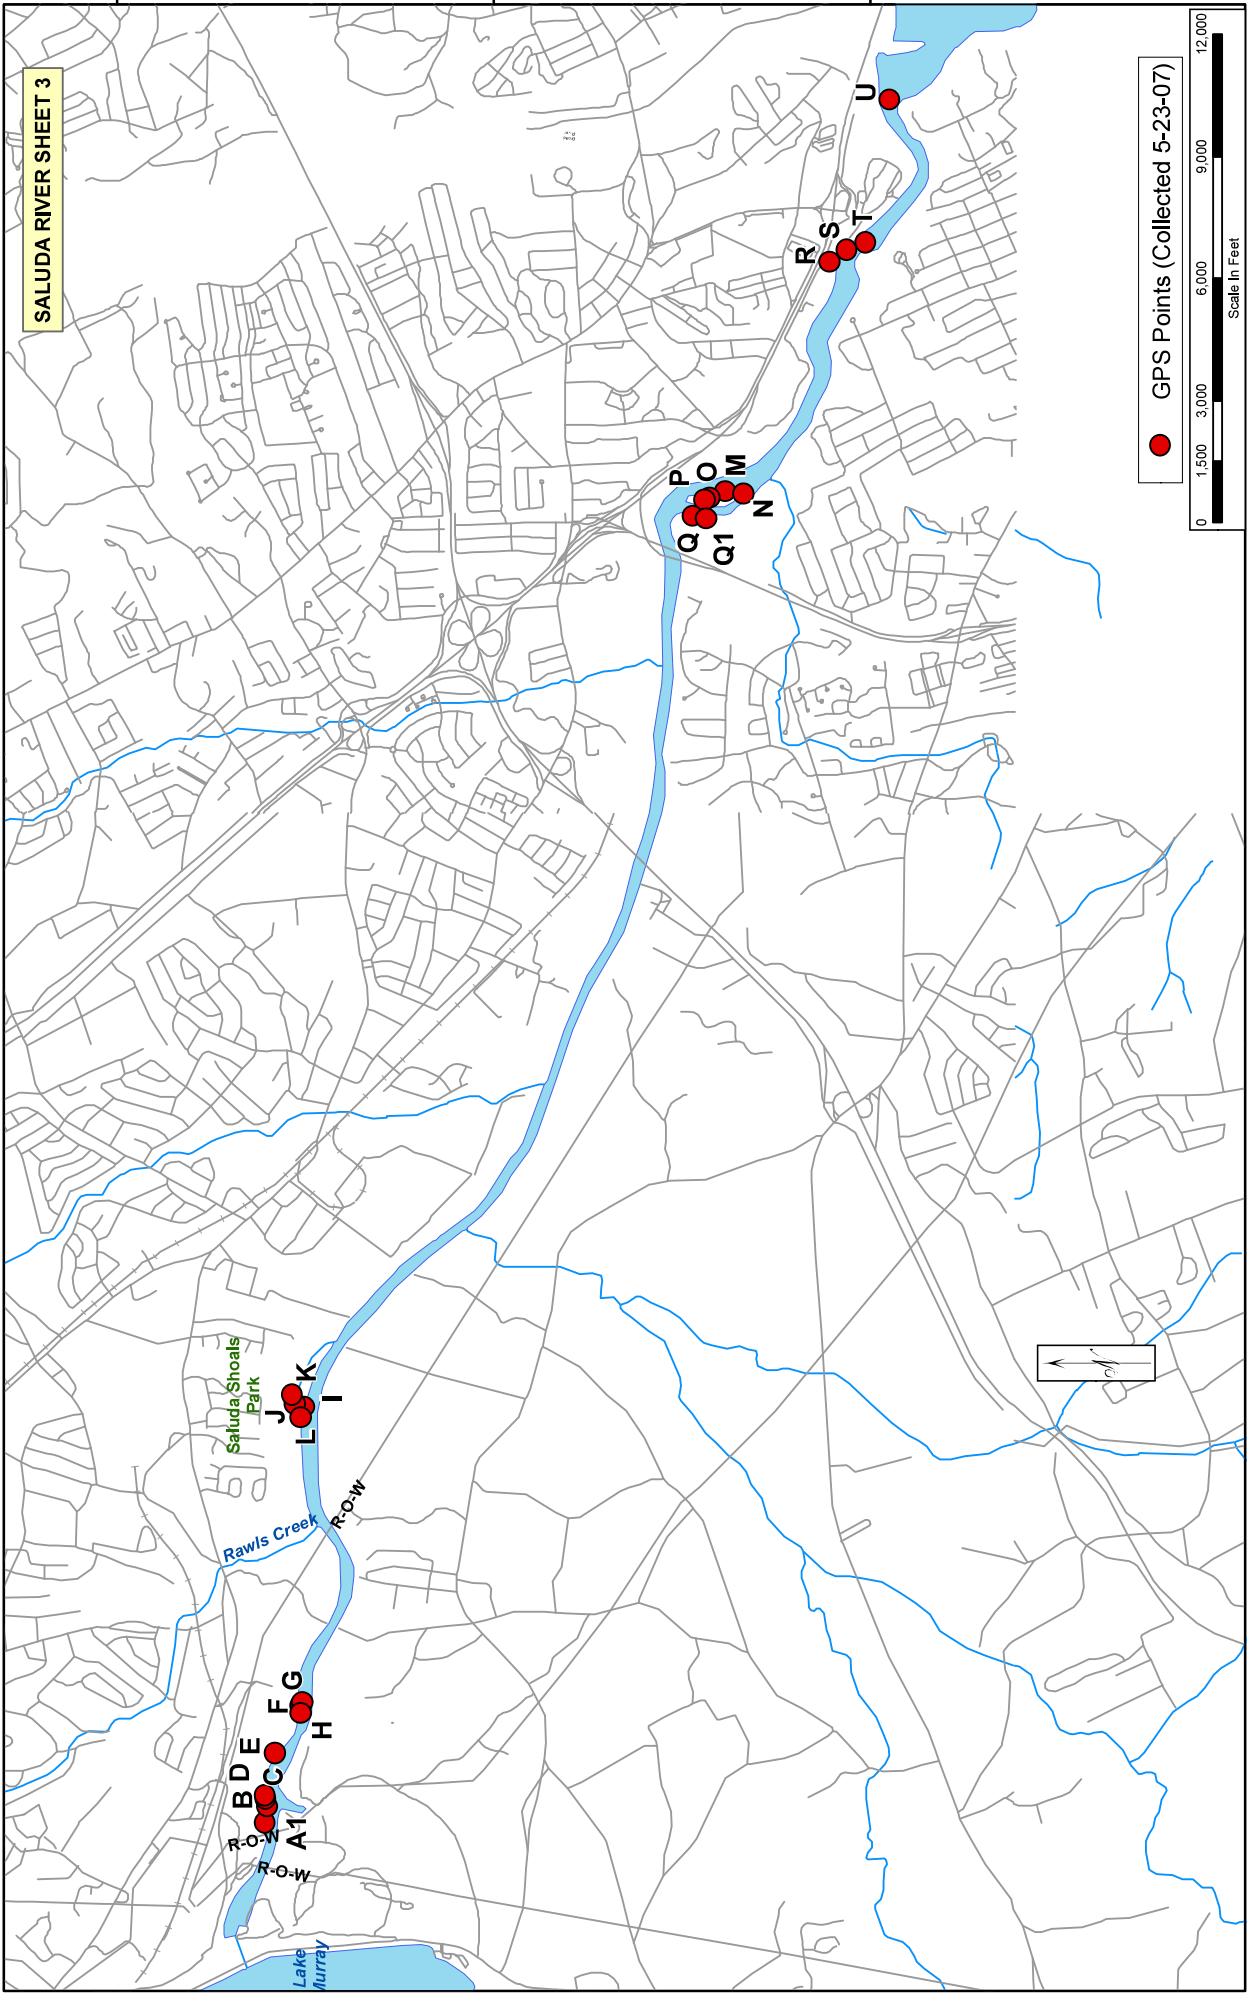 SALUDA RIVER SHEET 3
Lake
Murray
R-O-W
R-O-W
A1
B
C
D
E
F
G
H
Rawls Creek
R-O-W
Saluda Shoals
Park
J
K
L
I
P
O
M
N
Q
Q1
R
S
T
U
GPS Points (Collected 5-23-07)
0 1,500 3,000 6,000 9,000 12,000
Scale In Feet